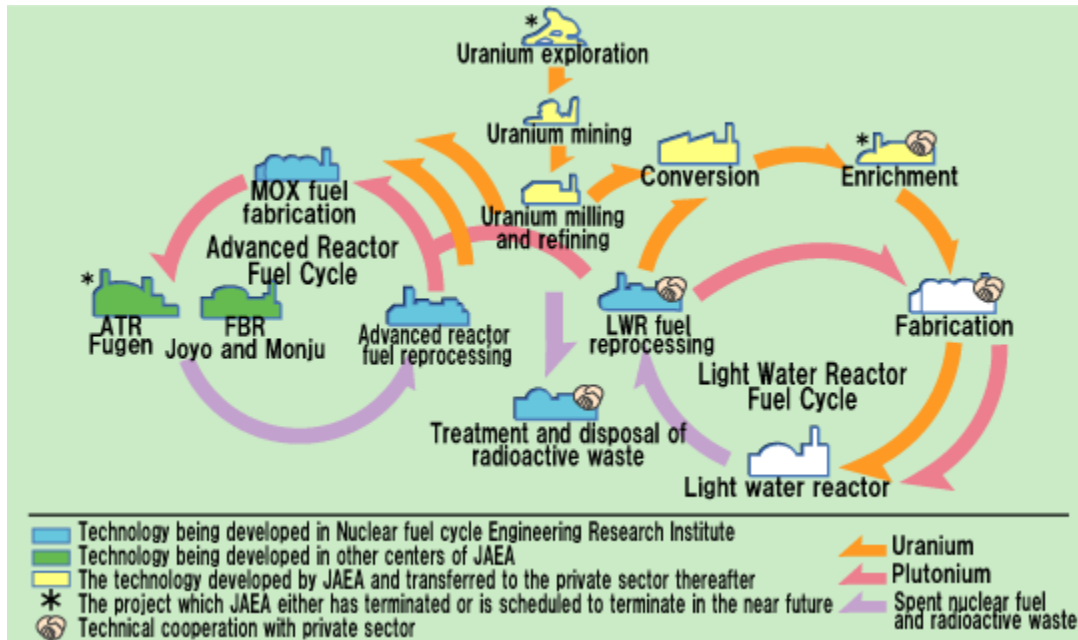 *
Uranium exploration
Uranium mining
Uranium milling
and refining
Conversion
*
Enrichment
MOX fuel
fabrication
Advanced Reactor
Fuel Cycle
*
ATR
Fugen
FBR
Joyo and Monju
Advanced reactor
fuel reprocessing
LWR fuel
reprocessing
Fabrication
Light Water Reactor
Fuel Cycle
Treatment and disposal of
radioactive waste
Light water reactor
Technology being developed in Nuclear fuel cycle Engineering Research Institute
Technology being developed in other centers of JAEA
The technology developed by JAEA and transferred to the private sector thereafter
* The project which JAEA either has terminated or is scheduled to terminate in the near future
Technical cooperation with private sector
Uranium
Plutonium
Spent nuclear fuel
and radioactive waste